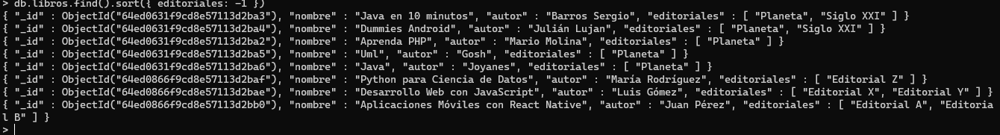 > db.libros.find().sort({ editoriales: -1 })
{ "_id" : ObjectId("64ed0631f9cd8e57113d2ba3"), "nombre" : "Java en 10 minutos", "autor" : "Barros Sergio", "editoriales" : [ "Planeta", "Siglo XXI" ] }
{ "_id" : ObjectId("64ed0631f9cd8e57113d2ba4"), "nombre" : "Dummies Android", "autor" : "Julián Lujan", "editoriales" : [ "Planeta", "Siglo XXI" ] }
{ "_id" : ObjectId("64ed0631f9cd8e57113d2ba2"), "nombre" : "Aprenda PHP", "autor" : "Mario Molina", "editoriales" : [ "Planeta" ] }
{ "_id" : ObjectId("64ed0631f9cd8e57113d2ba5"), "nombre" : "Uml", "autor" : "Gosh", "editoriales" : [ "Planeta" ] }
{ "_id" : ObjectId("64ed0631f9cd8e57113d2ba6"), "nombre" : "Java", "autor" : "Joyanes", "editoriales" : [ "Planeta" ] }
{ "_id" : ObjectId("64ed0866f9cd8e57113d2baf"), "nombre" : "Python para Ciencia de Datos", "autor" : "María Rodríguez", "editoriales" : [ "Editorial Z" ] }
{ "_id" : ObjectId("64ed0866f9cd8e57113d2bae"), "nombre" : "Desarrollo Web con JavaScript", "autor" : "Luis Gómez", "editoriales" : [ "Editorial X", "Editorial Y" ] }
{ "_id" : ObjectId("64ed0866f9cd8e57113d2bb0"), "nombre" : "Aplicaciones Móviles con React Native", "autor" : "Juan Pérez", "editoriales" : [ "Editorial A", "Editoria
l B" ] }
>